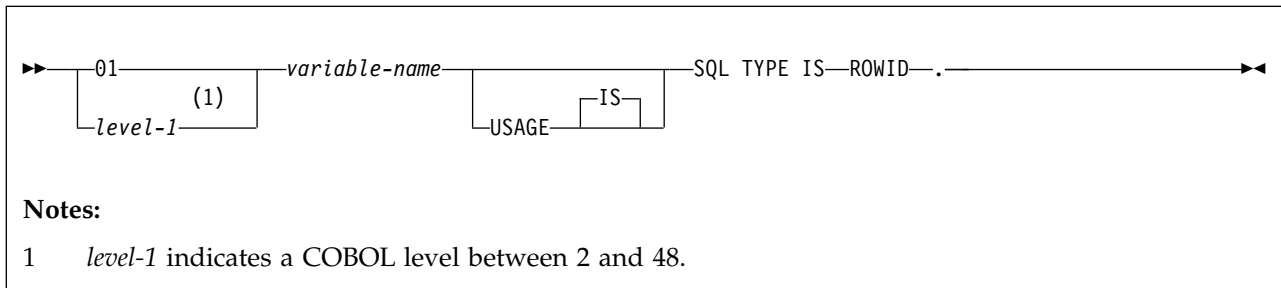 01 variable-name SQL TYPE IS ROWID .
(1) IS
level-1 USAGE
Notes:
1 level-1 indicates a COBOL level between 2 and 48.